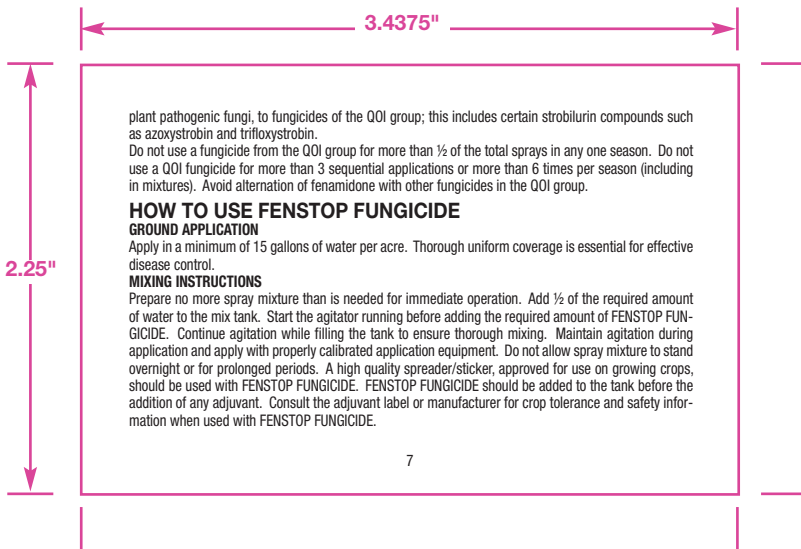 3.4375"
plant pathogenic fungi, to fungicides of the QOI group; this includes certain strobilurin compounds such
as azoxystrobin and trifloxystrobin.
Do not use a fungicide from the QOI group for more than ½ of the total sprays in any one season. Do not
use a QOI fungicide for more than 3 sequential applications or more than 6 times per season (including
in mixtures). Avoid alternation of fenamidone with other fungicides in the QOI group.
HOW TO USE FENSTOP FUNGICIDE
GROUND APPLICATION
Apply in a minimum of 15 gallons of water per acre. Thorough uniform coverage is essential for effective
disease control.
2.25"
MIXING INSTRUCTIONS
Prepare no more spray mixture than is needed for immediate operation. Add ½ of the required amount
of water to the mix tank. Start the agitator running before adding the required amount of FENSTOP FUN-
GICIDE. Continue agitation while filling the tank to ensure thorough mixing. Maintain agitation during
application and apply with properly calibrated application equipment. Do not allow spray mixture to stand
overnight or for prolonged periods. A high quality spreader/sticker, approved for use on growing crops,
should be used with FENSTOP FUNGICIDE. FENSTOP FUNGICIDE should be added to the tank before the
addition of any adjuvant. Consult the adjuvant label or manufacturer for crop tolerance and safety infor-
mation when used with FENSTOP FUNGICIDE.
7